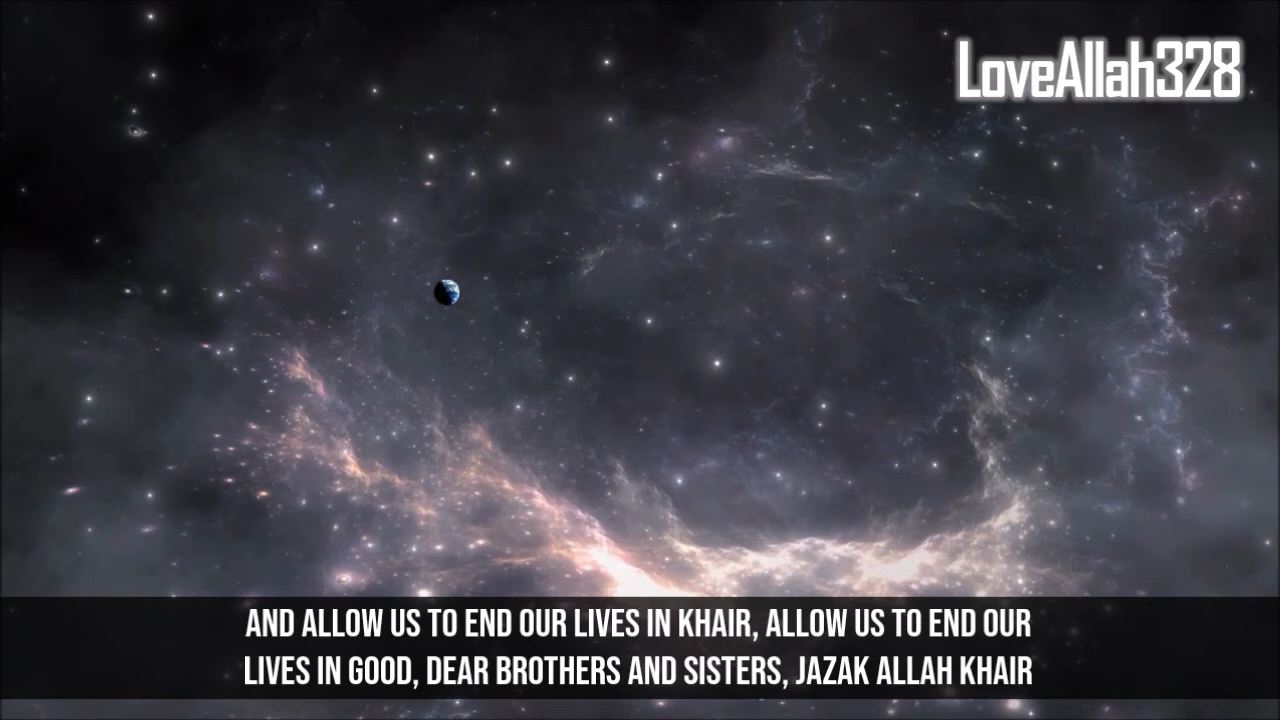 LoveAllah328
AND ALLOW US TO END OUR LIVES IN KHAIR, ALLOW US TO END OUR
LIVES IN GOOD, DEAR BROTHERS AND SISTERS, JAZAK ALLAH KHAIR